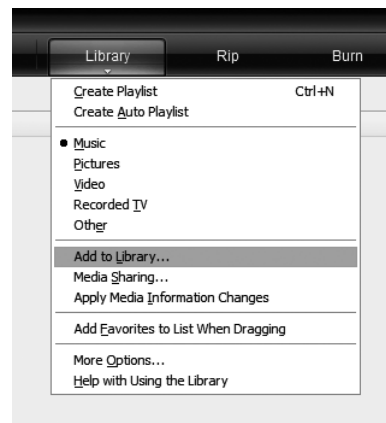 Library Rip Burn
Create Playlist Ctrl+N
Create Auto Playlist
Music
Pictures
Video
Recorded TV
Other
Add to Library...
Media Sharing...
Apply Media Information Changes
Add Favorites to List When Dragging
More Options...
Help with Using the Library